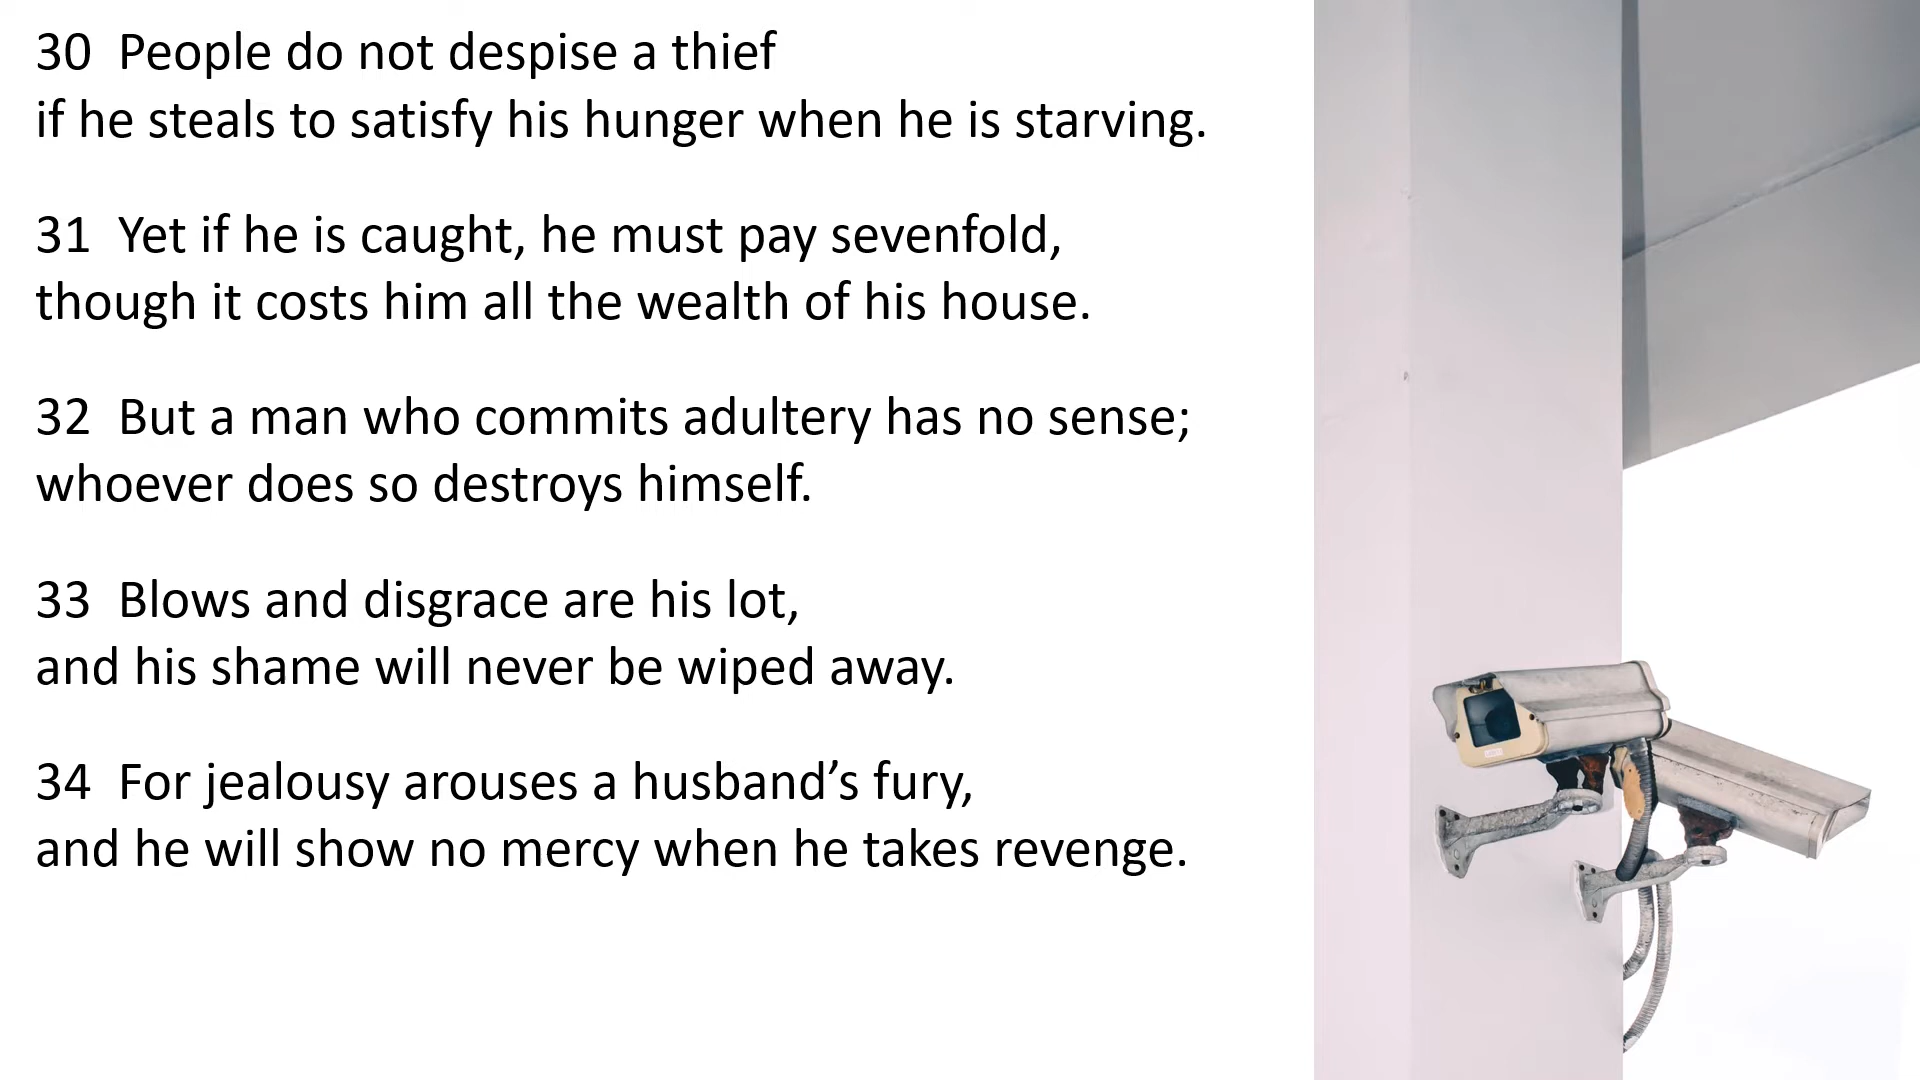 30  People do not despise a thief
if he steals to satisfy his hunger when he is starving.
31  Yet if he is caught, he must pay sevenfold,
though it costs him all the wealth of his house.
32  But a man who commits adultery has no sense;
whoever does so destroys himself.
33  Blows and disgrace are his lot,
and his shame will never be wiped away.
34  For jealousy arouses a husband’s fury,
and he will show no mercy when he takes revenge.